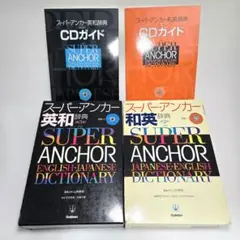 スーパー・アンカー英和辞典
CDガイド
SUPER
ANCHOR
スーパー・アンカー和英辞典
CDガイド
SUPER
ANCHOR
スーパー・アンカー
英和辞典
SUPER
ANCHOR
ENGLISH-JAPANESE
DICTIONARY
Gakken
スーパー・アンカー
和英辞典
SUPER
ANCHOR
JAPANESE-ENGLISH
DICTIONARY
Gakken